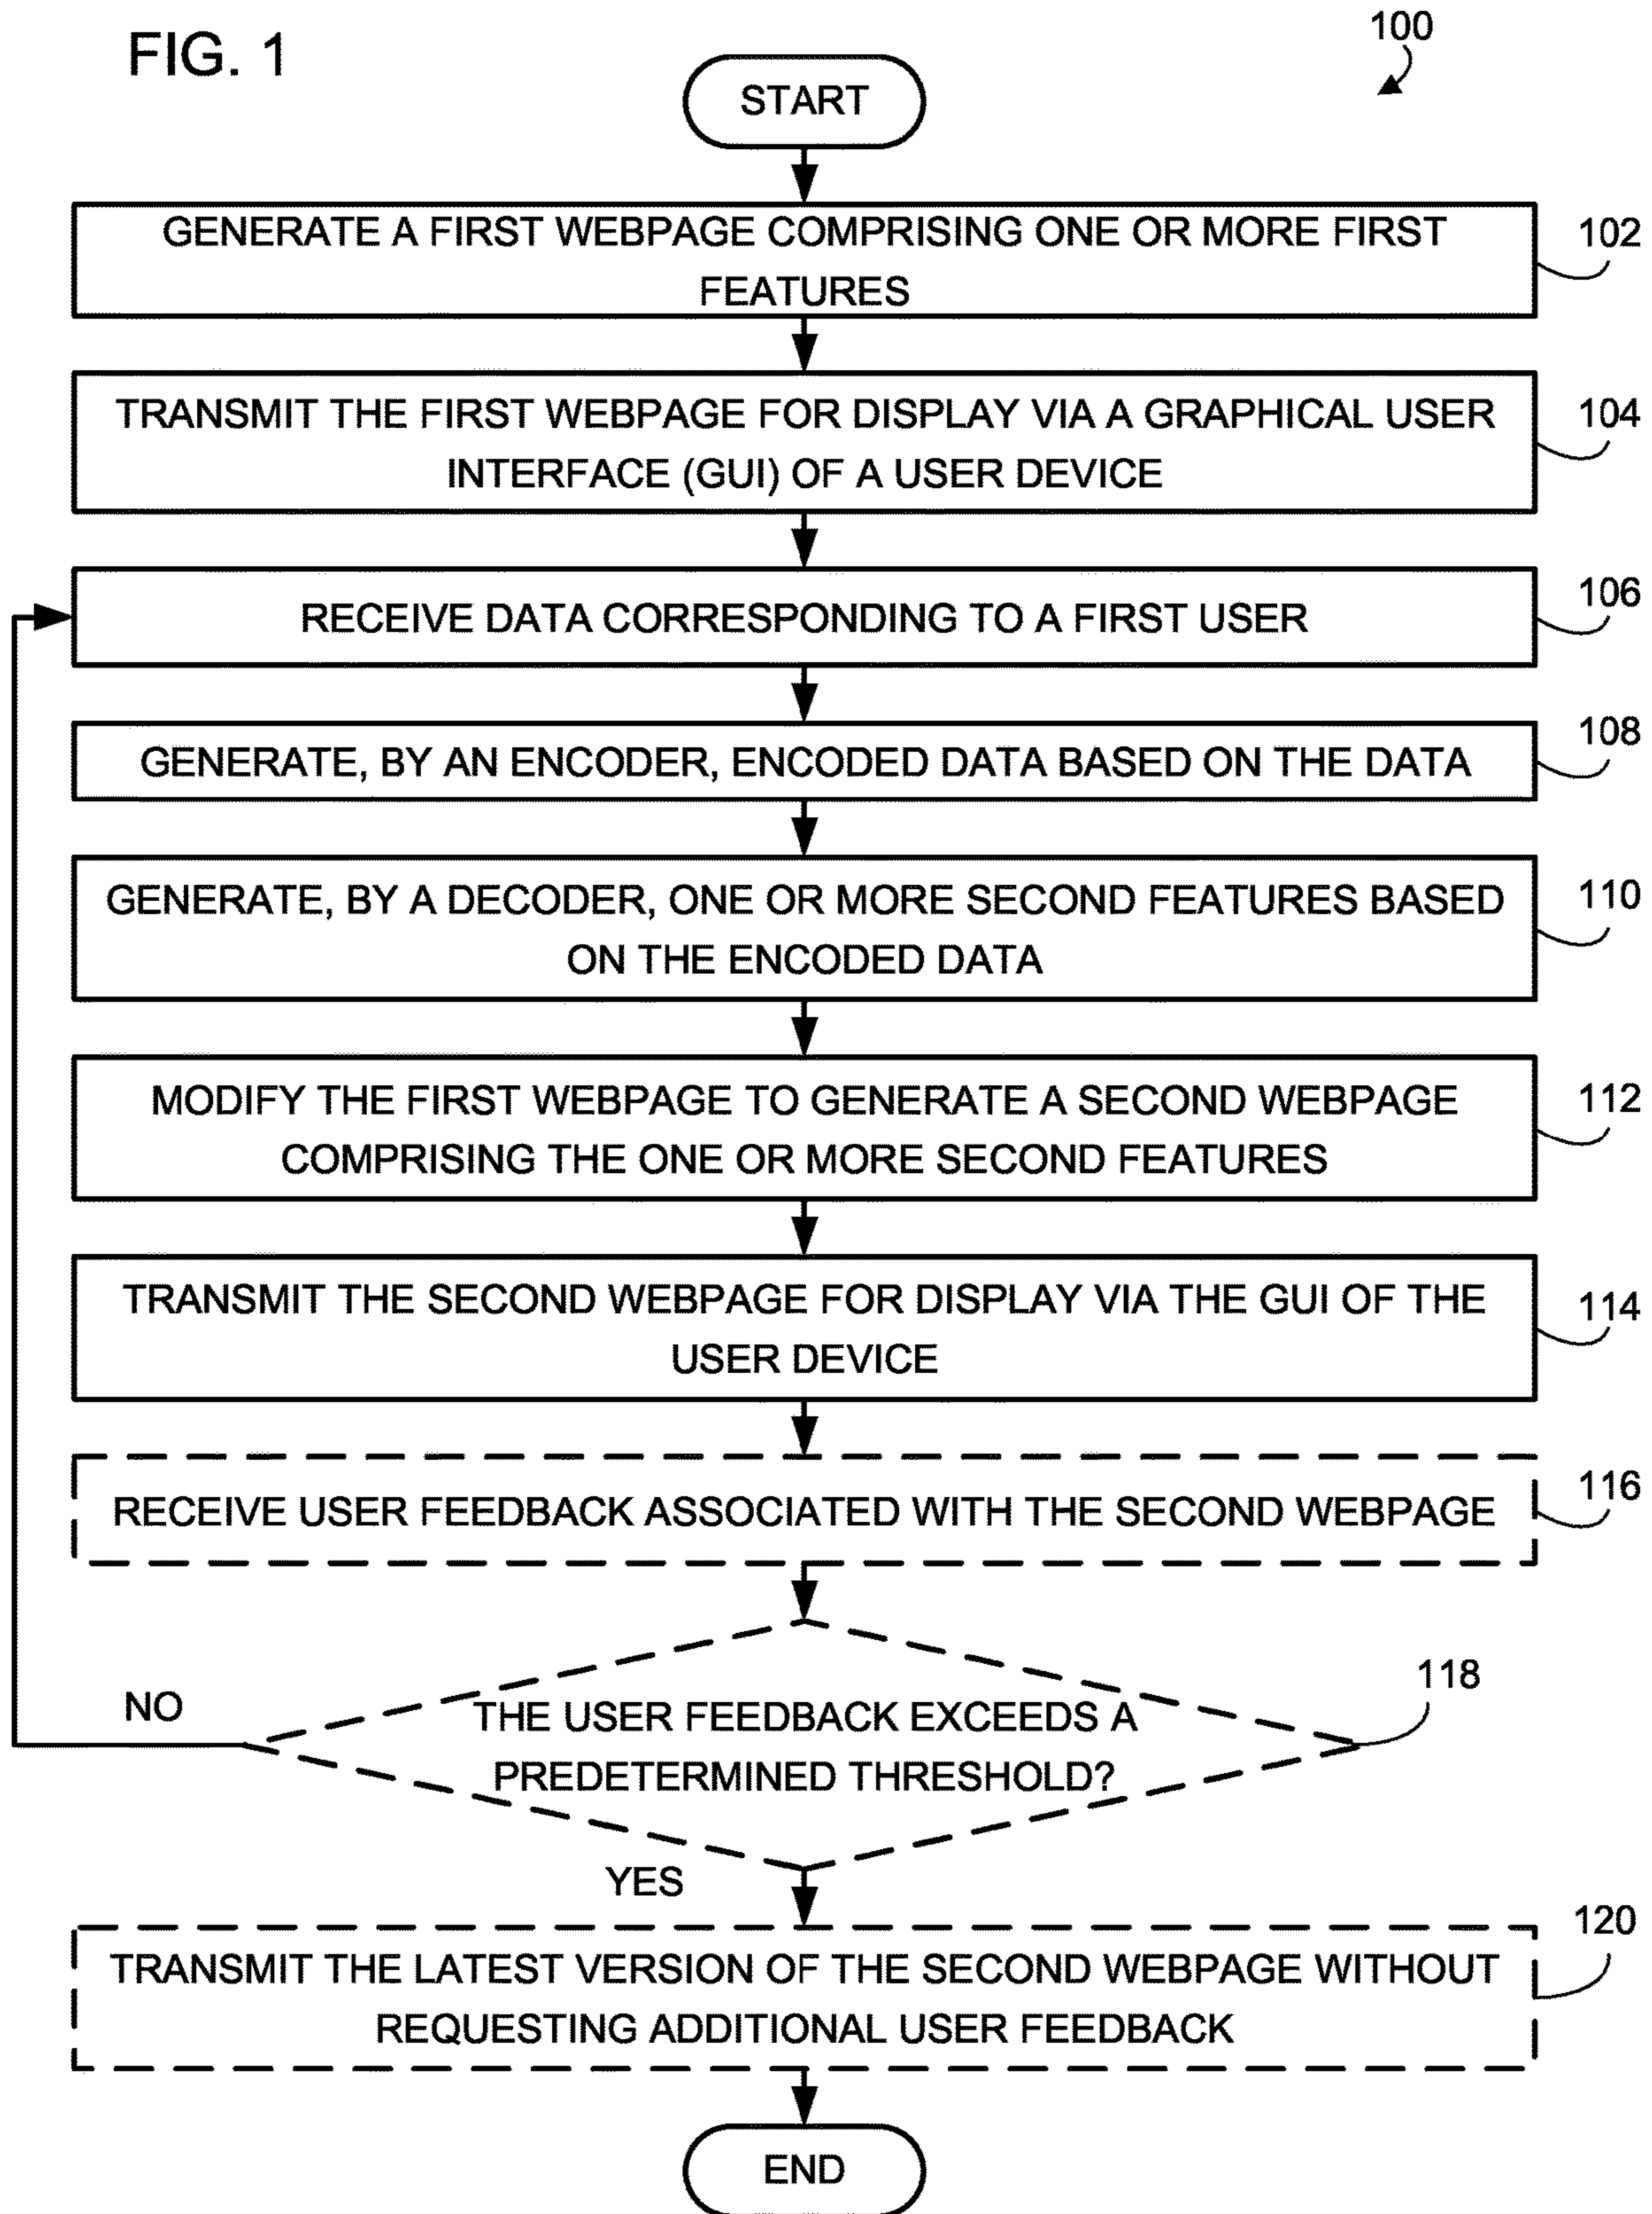 FIG. 1
100
START
GENERATE A FIRST WEBPAGE COMPRISING ONE OR MORE FIRST
FEATURES
102
TRANSMIT THE FIRST WEBPAGE FOR DISPLAY VIA A GRAPHICAL USER
INTERFACE (GUI) OF A USER DEVICE
104
RECEIVE DATA CORRESPONDING TO A FIRST USER
106
GENERATE, BY AN ENCODER, ENCODED DATA BASED ON THE DATA
108
GENERATE, BY A DECODER, ONE OR MORE SECOND FEATURES BASED
ON THE ENCODED DATA
110
MODIFY THE FIRST WEBPAGE TO GENERATE A SECOND WEBPAGE
COMPRISING THE ONE OR MORE SECOND FEATURES
112
TRANSMIT THE SECOND WEBPAGE FOR DISPLAY VIA THE GUI OF THE
USER DEVICE
114
RECEIVE USER FEEDBACK ASSOCIATED WITH THE SECOND WEBPAGE
116
THE USER FEEDBACK EXCEEDS A
PREDETERMINED THRESHOLD?
118
NO
YES
TRANSMIT THE LATEST VERSION OF THE SECOND WEBPAGE WITHOUT
REQUESTING ADDITIONAL USER FEEDBACK
120
END